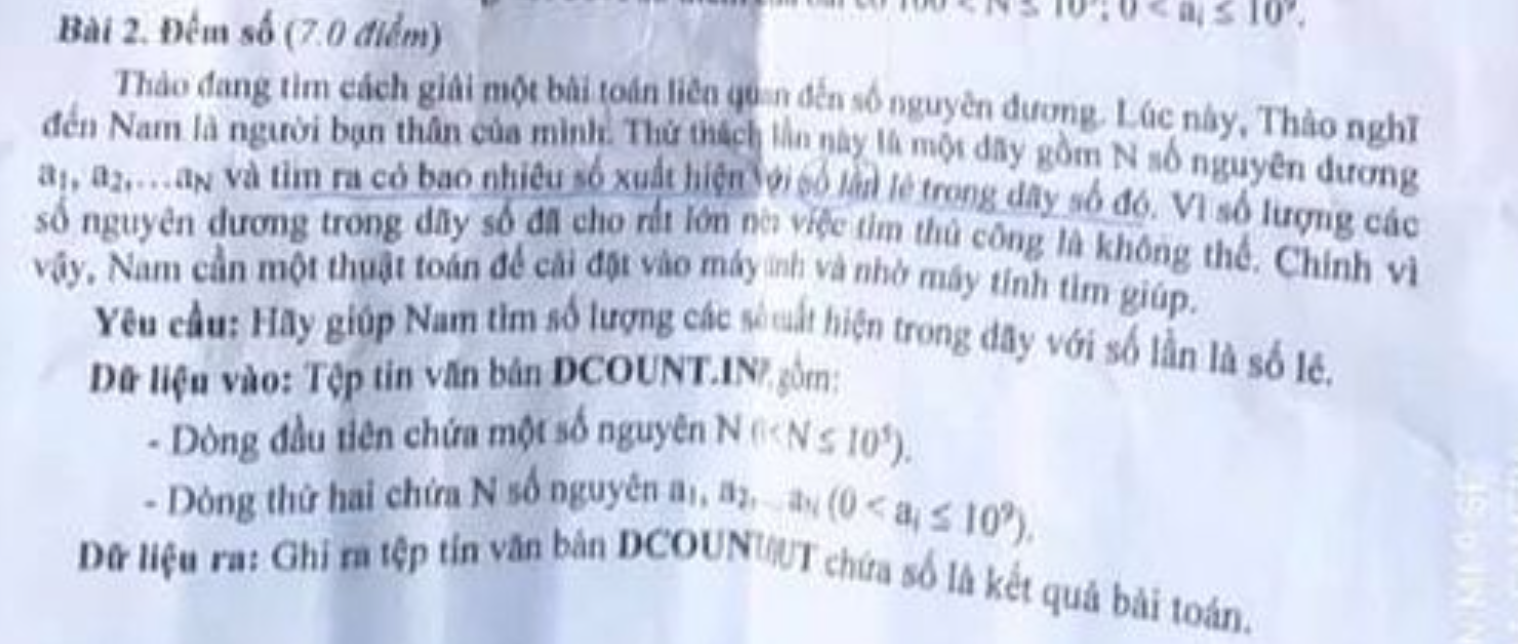 100 < N ≤ 10⁵; 0 < aᵢ ≤ 10⁹.
Bài 2. Đếm số (7.0 điểm)
Thảo đang tìm cách giải một bài toán liên quan đến số nguyên dương. Lúc này, Thảo nghĩ
đến Nam là người bạn thân của mình. Thử thách lần này là một dãy gồm N số nguyên dương
a₁, a₂,…aN và tìm ra có bao nhiêu số xuất hiện với số lần lẻ trong dãy số đó. Vì số lượng các
số nguyên dương trong dãy số đã cho rất lớn nên việc tìm thủ công là không thể. Chính vì
vậy, Nam cần một thuật toán để cài đặt vào máy tính và nhờ máy tính tìm giúp.
Yêu cầu: Hãy giúp Nam tìm số lượng các số xuất hiện trong dãy với số lần là số lẻ.
Dữ liệu vào: Tệp tin văn bản DCOUNT.INP gồm:
- Dòng đầu tiên chứa một số nguyên N (0<N ≤ 10⁵).
- Dòng thứ hai chứa N số nguyên a₁, a₂,…aN (0 < aᵢ ≤ 10⁹).
Dữ liệu ra: Ghi ra tệp tin văn bản DCOUNT.OUT chứa số là kết quả bài toán.